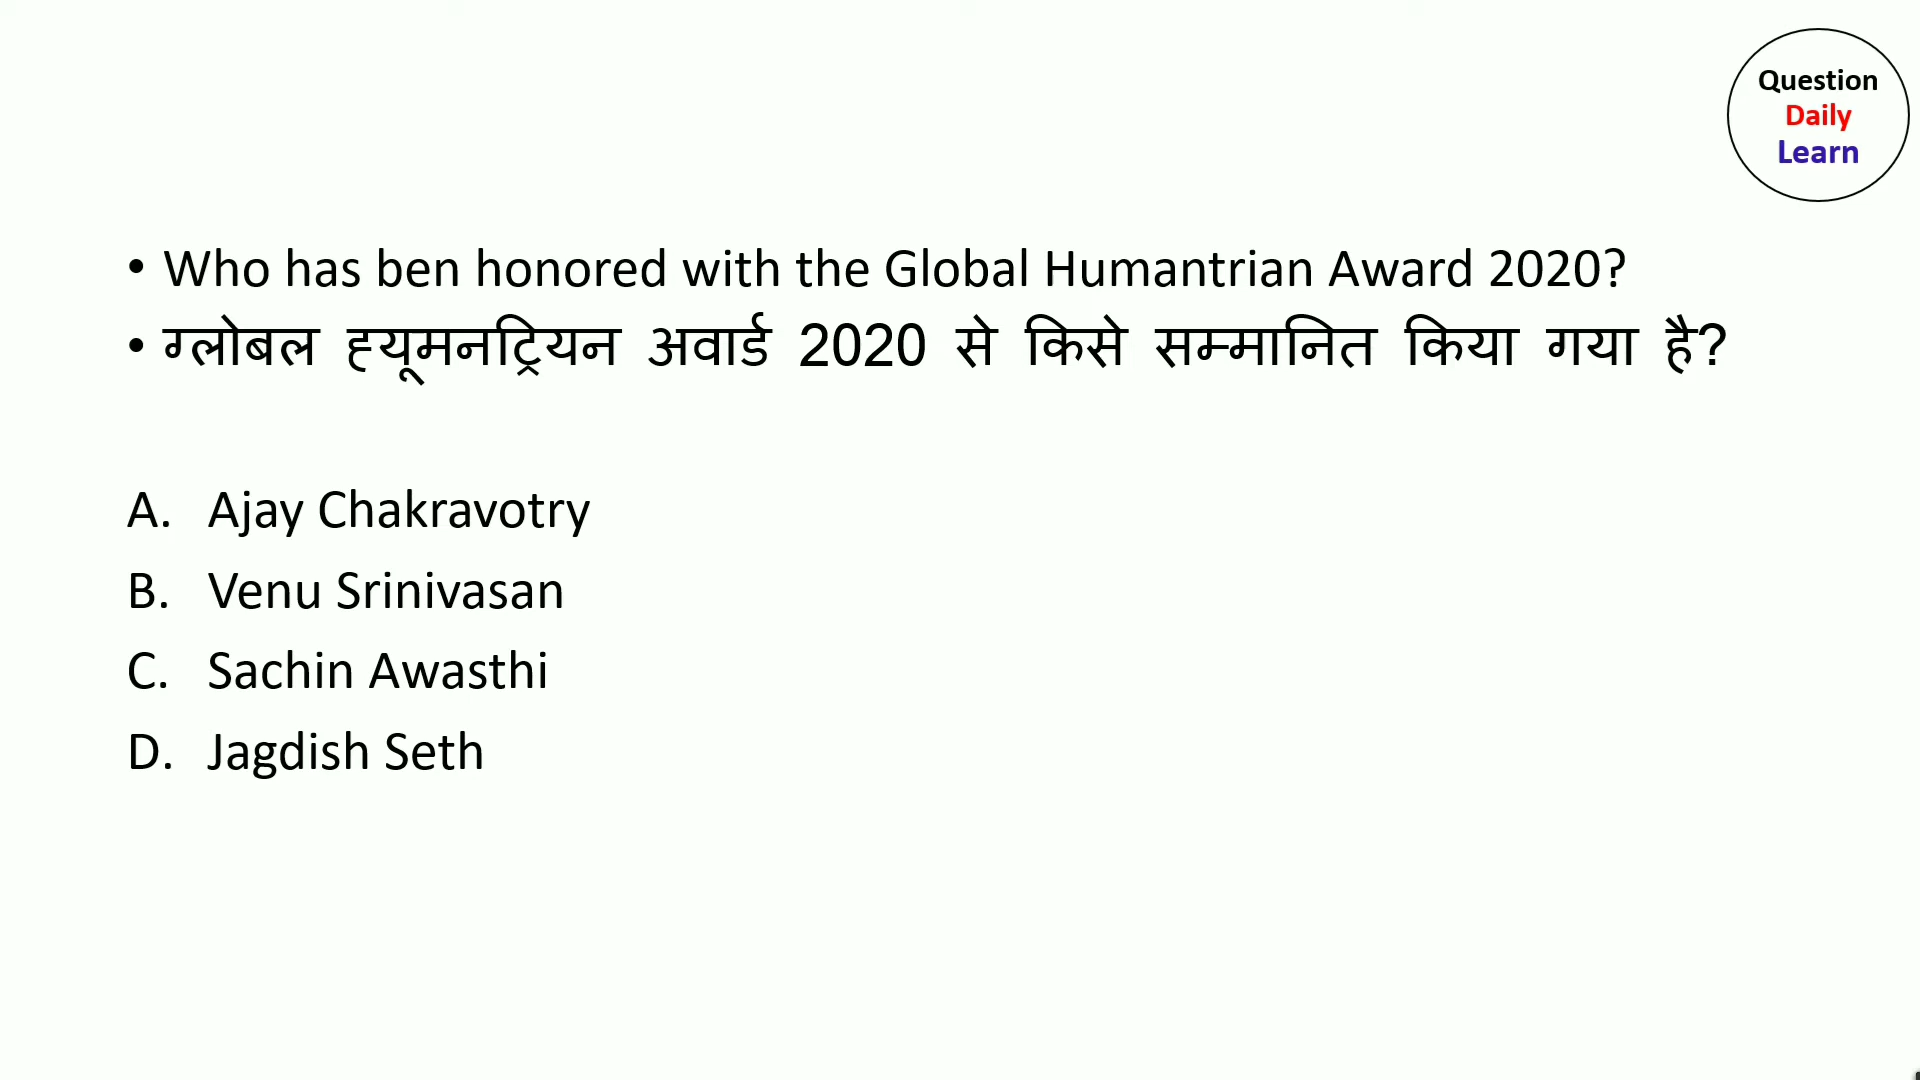 Question
Daily
Learn
• Who has ben honored with the Global Humantrian Award 2020?
• ग्लोबल ह्यूमनट्रियन अवार्ड 2020 से किसे सम्मानित किया गया है?
A. Ajay Chakravotry
B. Venu Srinivasan
C. Sachin Awasthi
D. Jagdish Seth